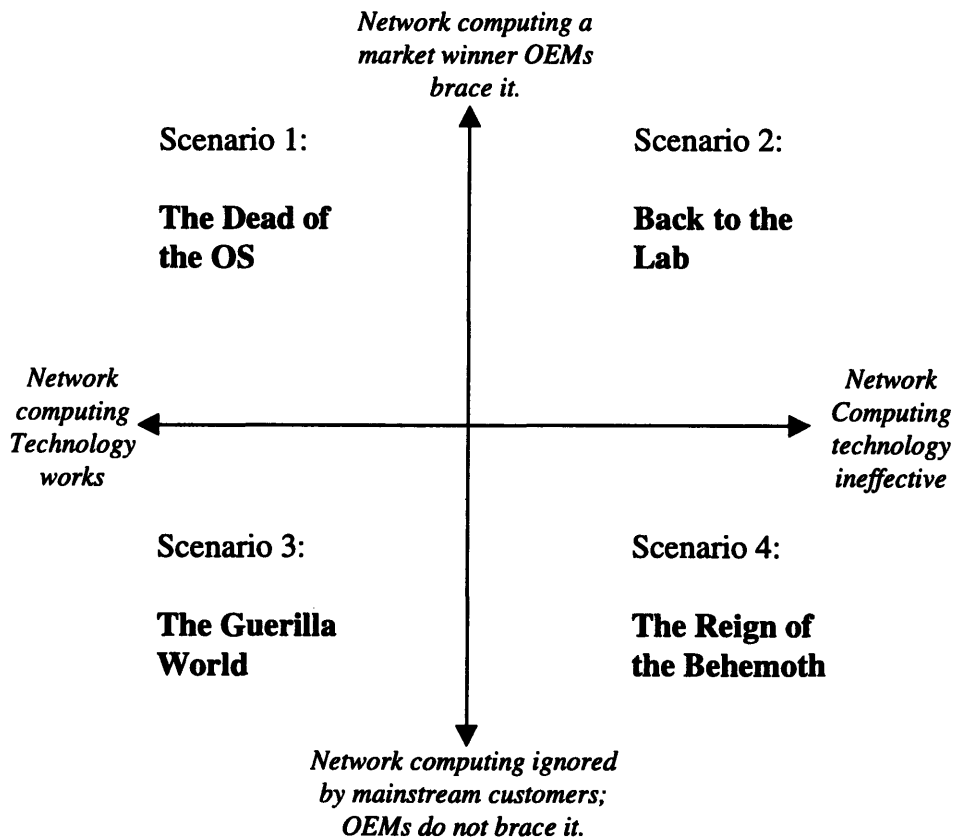 Network computing a
market winner OEMs
brace it.
Scenario 1:
The Dead of
the OS
Scenario 2:
Back to the
Lab
Network
computing
Technology
works
Network
Computing
technology
ineffective
Scenario 3:
The Guerilla
World
Scenario 4:
The Reign of
the Behemoth
Network computing ignored
by mainstream customers;
OEMs do not brace it.